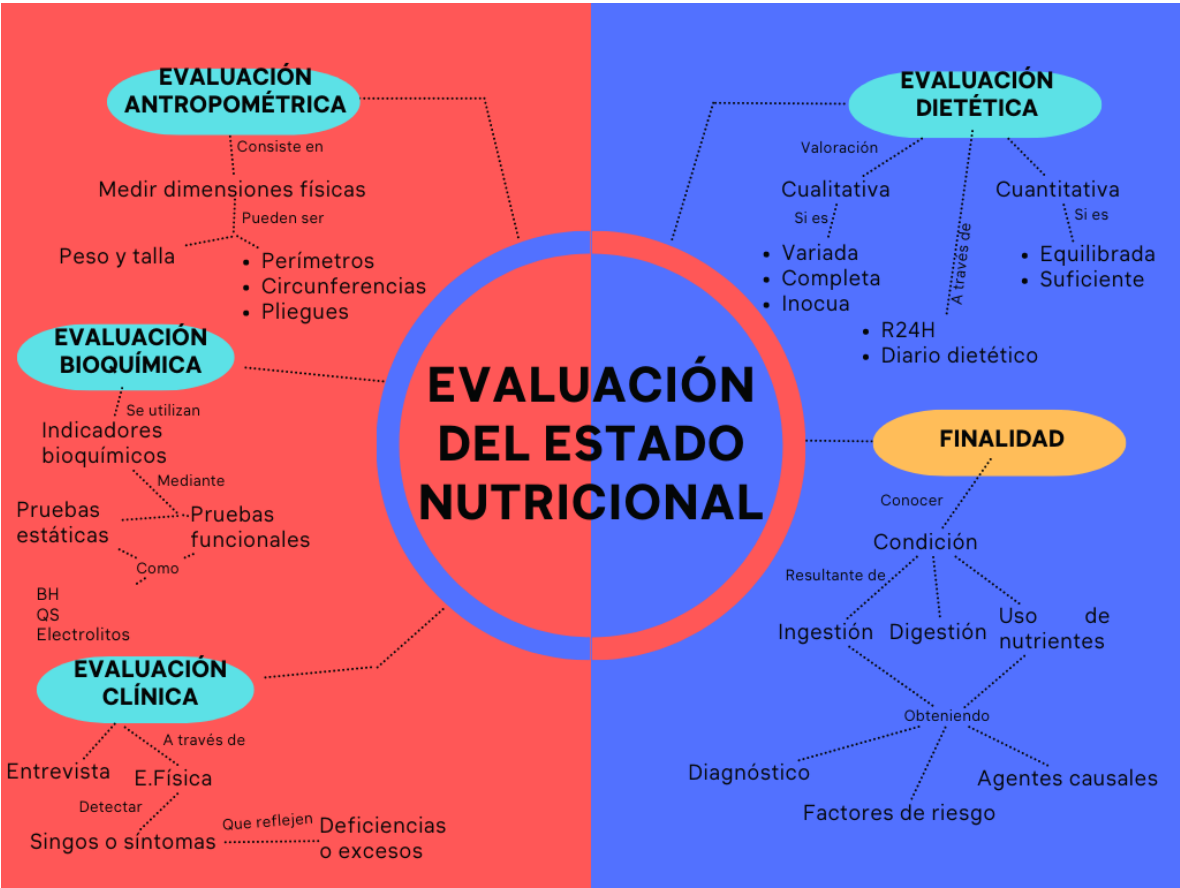 EVALUACIÓN
ANTROPOMÉTRICA
Consiste en
Medir dimensiones físicas
Pueden ser
Peso y talla
• Perímetros
• Circunferencias
• Pliegues
EVALUACIÓN
BIOQUÍMICA
Se utilizan
Indicadores
bioquímicos
Mediante
Pruebas
estáticas
Pruebas
funcionales
Como
BH
QS
Electrolitos
EVALUACIÓN
CLÍNICA
A través de
Entrevista
E.Física
Detectar
Singos o síntomas
Que reflejen
Deficiencias
o excesos
EVALUACIÓN
DEL ESTADO
NUTRICIONAL
EVALUACIÓN
DIETÉTICA
Valoración
Cualitativa
Si es
• Variada
• Completa
• Inocua
A través de
• R24H
• Diario dietético
Cuantitativa
Si es
• Equilibrada
• Suficiente
FINALIDAD
Conocer
Condición
Resultante de
Ingestión
Digestión
Uso de
nutrientes
Obteniendo
Diagnóstico
Factores de riesgo
Agentes causales